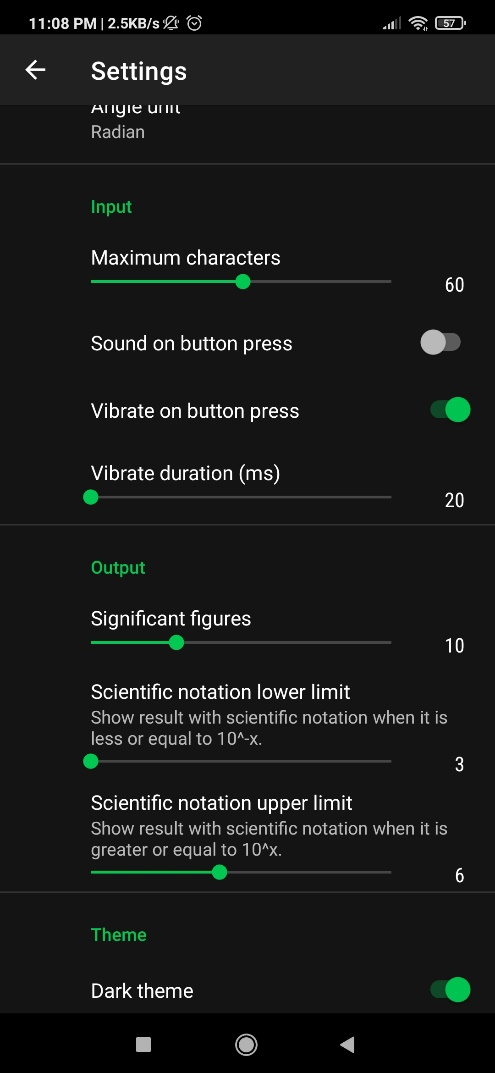 11:08 PM | 2.5KB/s
57
Settings
Angle unit
Radian
Input
Maximum characters
60
Sound on button press
Vibrate on button press
Vibrate duration (ms)
20
Output
Significant figures
10
Scientific notation lower limit
Show result with scientific notation when it is
less or equal to 10^-x.
3
Scientific notation upper limit
Show result with scientific notation when it is
greater or equal to 10^x.
6
Theme
Dark theme